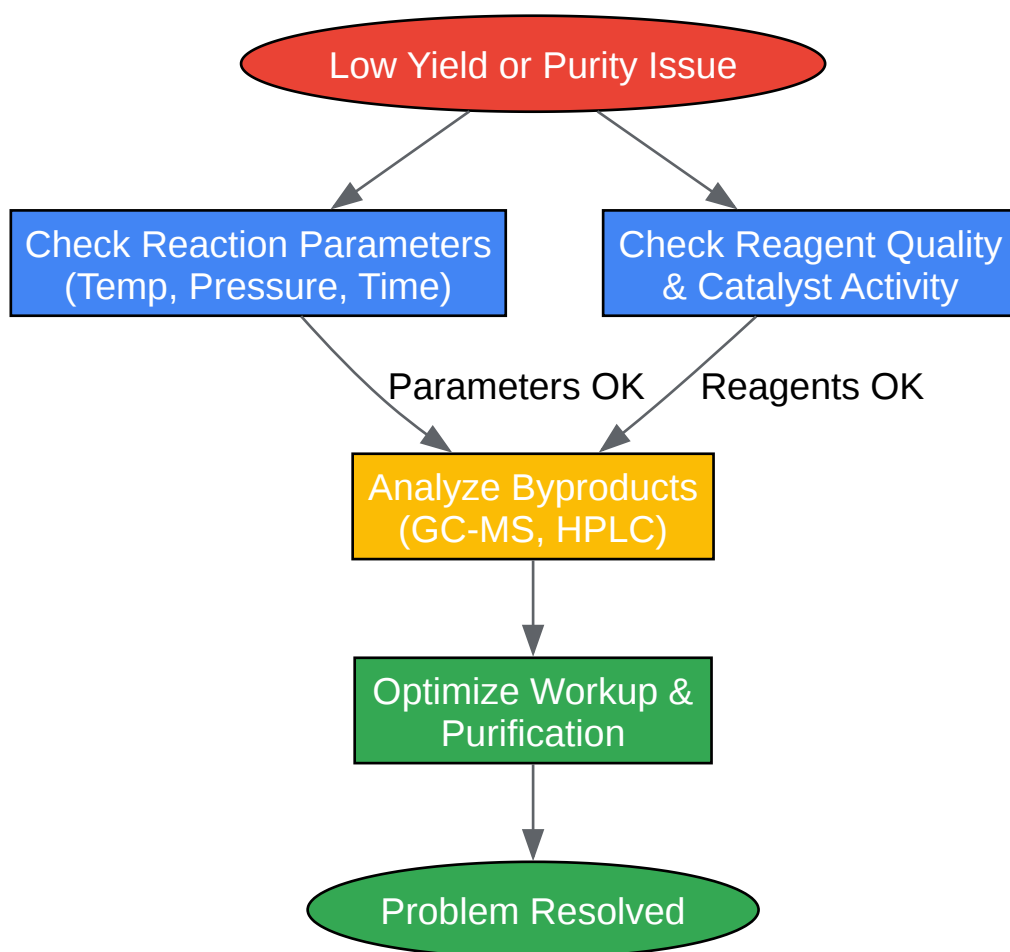 Low Yield or Purity Issue
Check Reaction Parameters
(Temp, Pressure, Time)
Check Reagent Quality
& Catalyst Activity
Parameters OK
Reagents OK
Analyze Byproducts
(GC-MS, HPLC)
Optimize Workup &
Purification
Problem Resolved